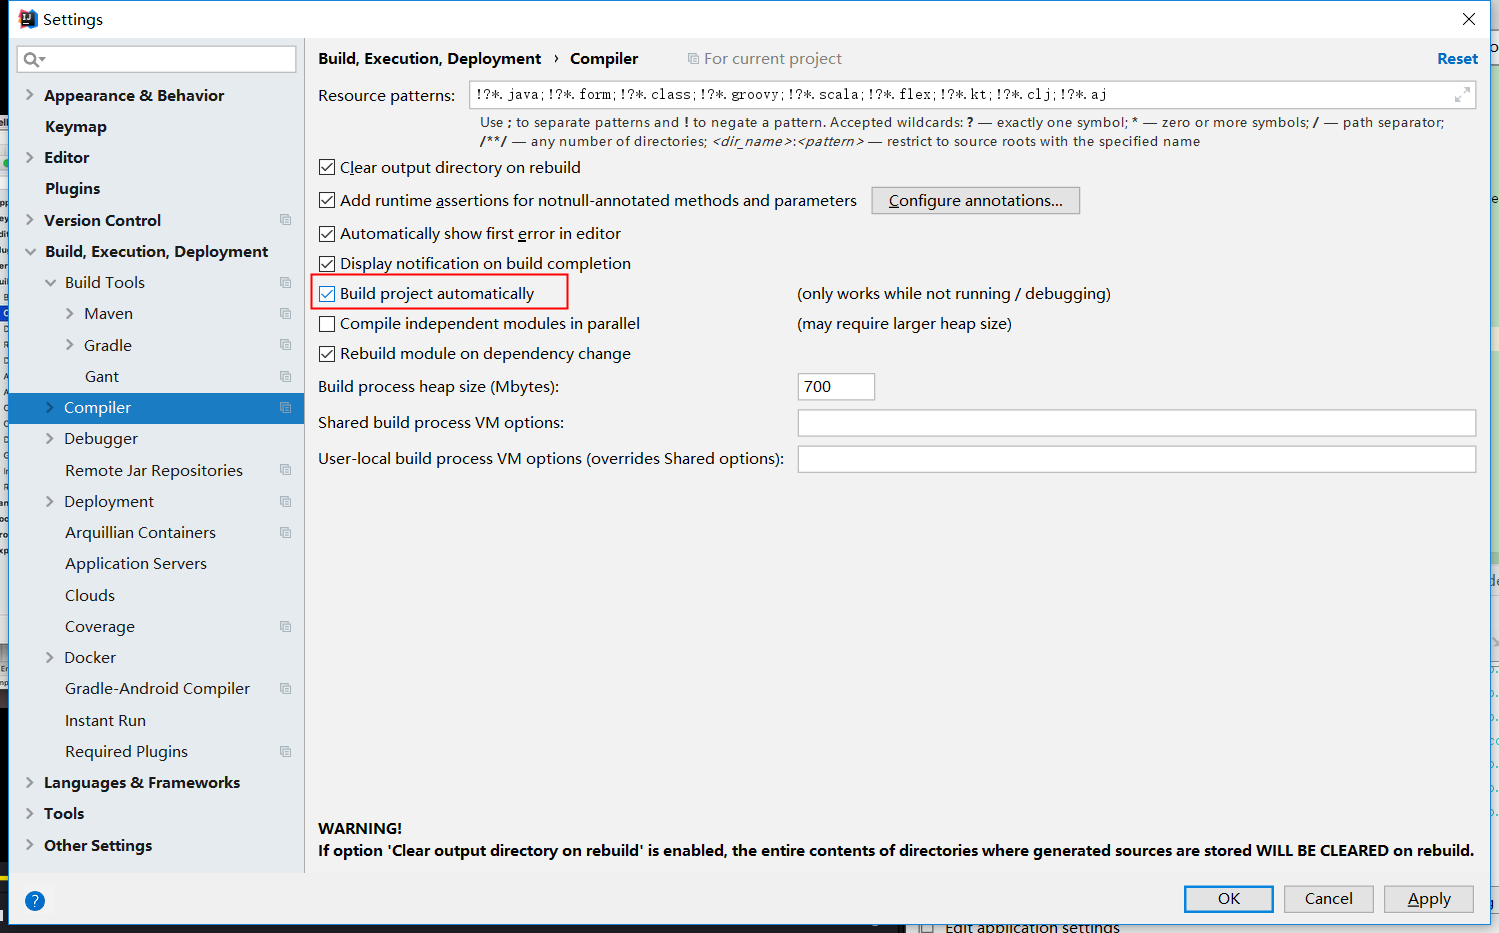 Settings
Build, Execution, Deployment › Compiler For current project Reset
Appearance & Behavior
Keymap
Editor
Plugins
Version Control
Build, Execution, Deployment
Build Tools
Maven
Gradle
Gant
Compiler
Debugger
Remote Jar Repositories
Deployment
Arquillian Containers
Application Servers
Clouds
Coverage
Docker
Gradle-Android Compiler
Instant Run
Required Plugins
Languages & Frameworks
Tools
Other Settings
Resource patterns: !?*.java;!?*.form;!?*.class;!?*.groovy;!?*.scala;!?*.flex;!?*.kt;!?*.clj;!?*.aj
Use ; to separate patterns and ! to negate a pattern. Accepted wildcards: ? — exactly one symbol; * — zero or more symbols; / — path separator;
/**/ — any number of directories; <dir_name>:<pattern> — restrict to source roots with the specified name
Clear output directory on rebuild
Add runtime assertions for notnull-annotated methods and parameters Configure annotations...
Automatically show first error in editor
Display notification on build completion
Build project automatically (only works while not running / debugging)
Compile independent modules in parallel (may require larger heap size)
Rebuild module on dependency change
Build process heap size (Mbytes): 700
Shared build process VM options:
User-local build process VM options (overrides Shared options):
WARNING!
If option 'Clear output directory on rebuild' is enabled, the entire contents of directories where generated sources are stored WILL BE CLEARED on rebuild.
? OK Cancel Apply
Edit application settings